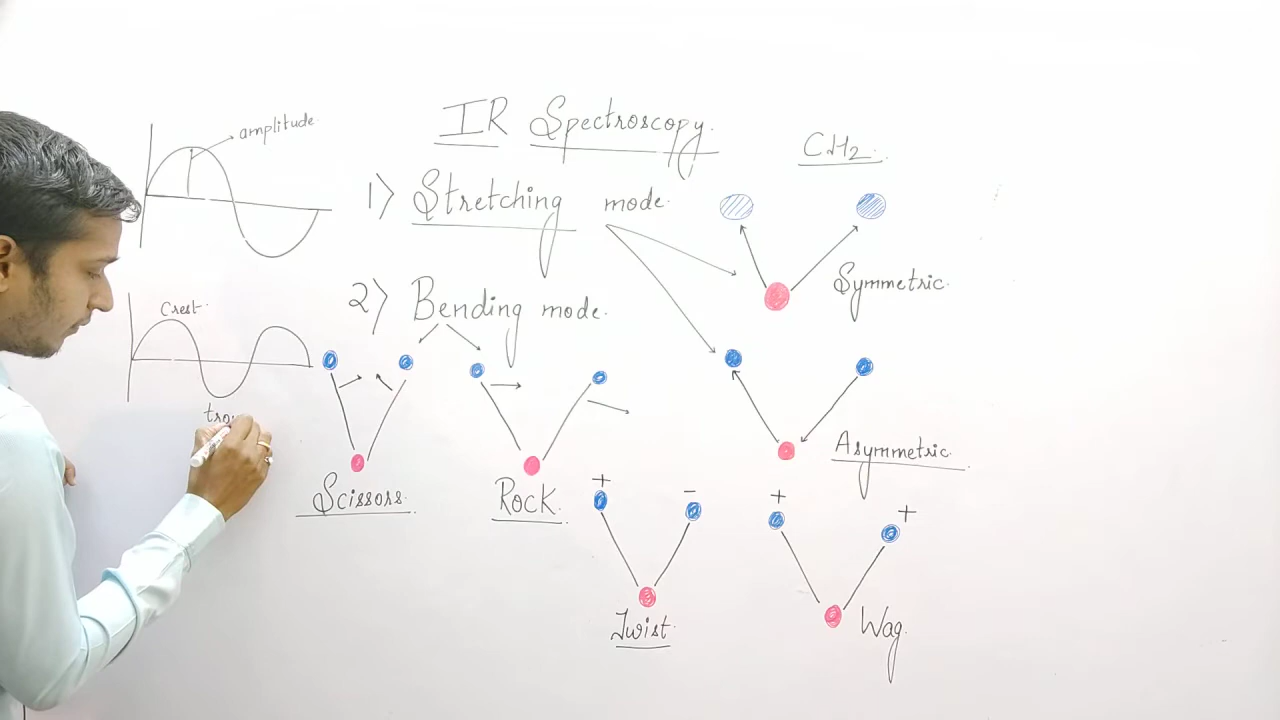 amplitude
IR Spectroscopy.
CH2.
1) Stretching mode.
Symmetric.
Crest.
2) Bending mode.
Asymmetric.
Scissors.
Rock.
+ -
+ +
Twist.
Wag.